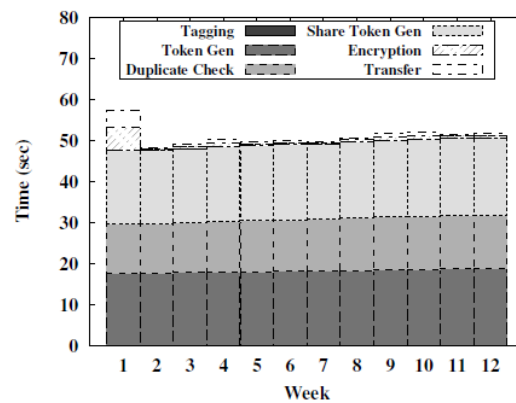 80
70
60
50
40
30
20
10
0
Time (sec)
Tagging
Token Gen
Duplicate Check
Share Token Gen
Encryption
Transfer
1 2 3 4 5 6 7 8 9 10 11 12
Week